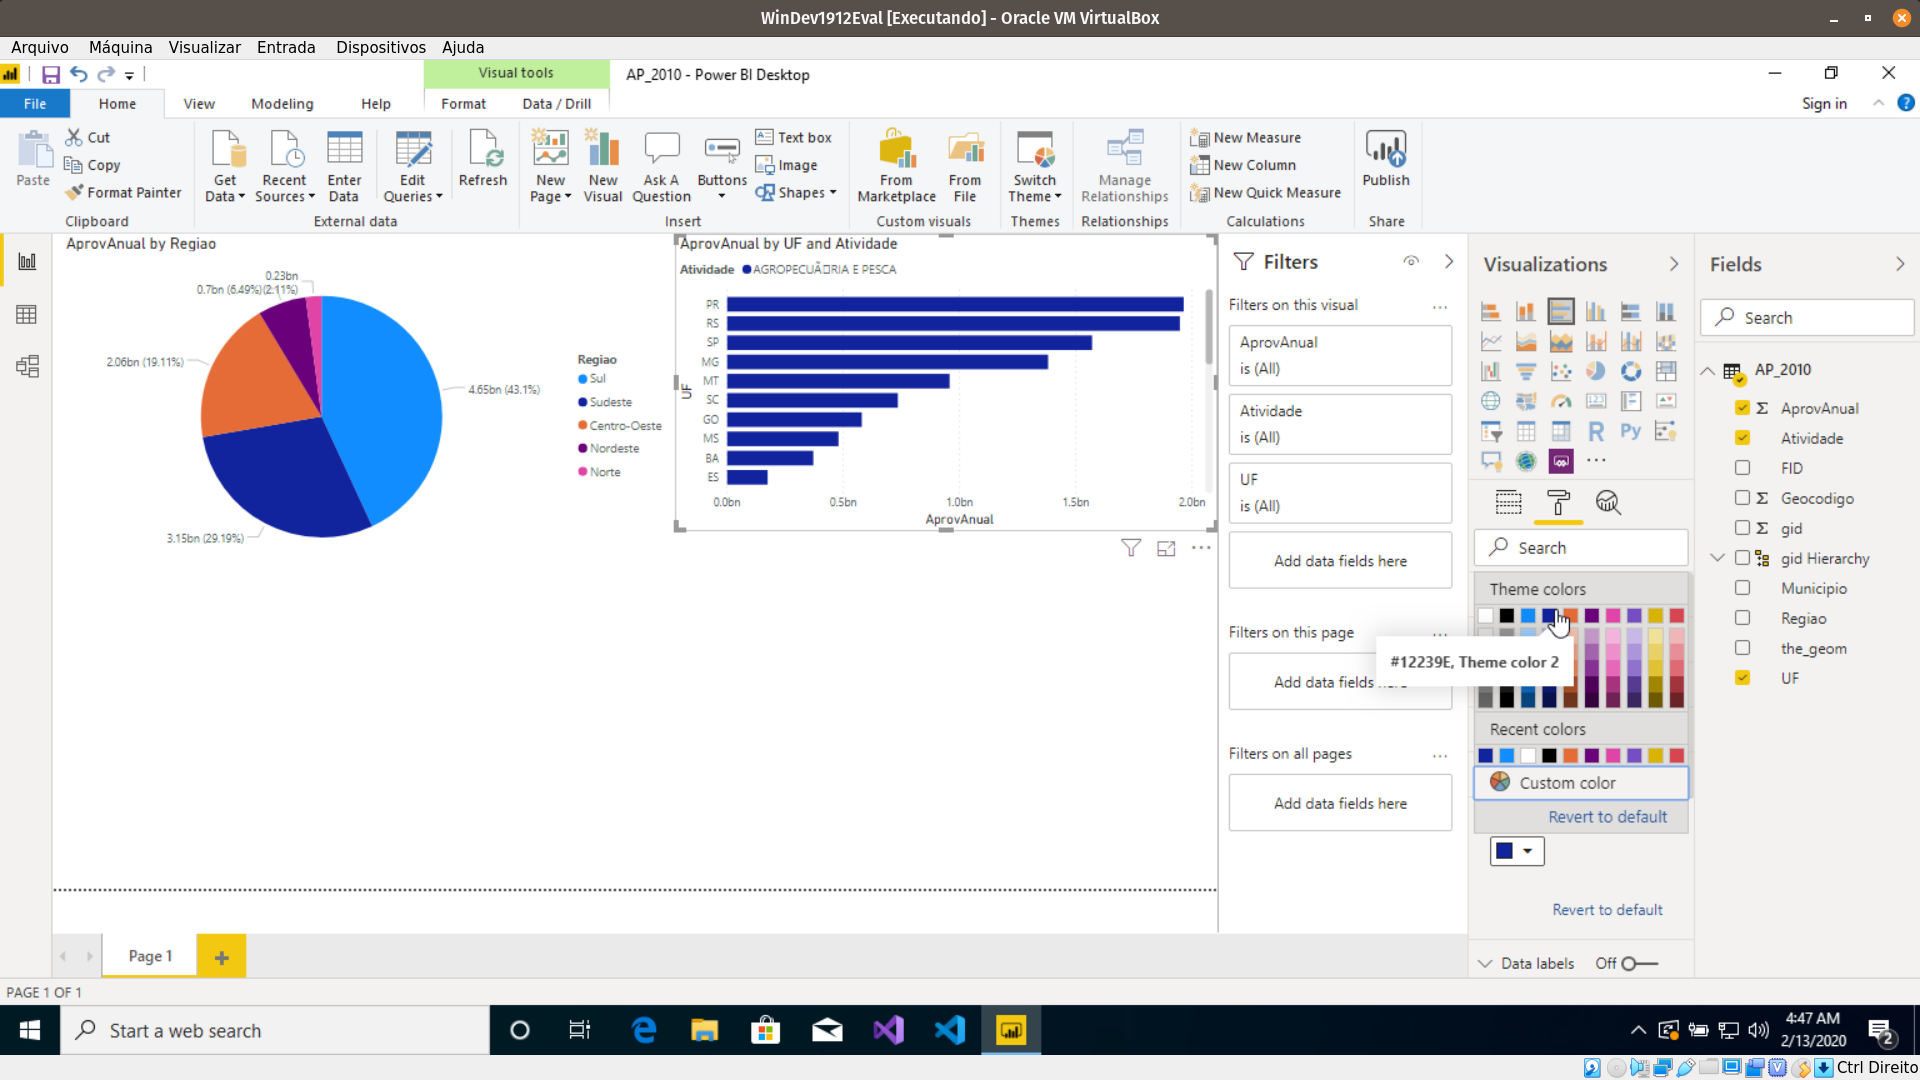 WinDev1912Eval [Executando] - Oracle VM VirtualBox
Arquivo Máquina Visualizar Entrada Dispositivos Ajuda
Visual tools
AP_2010 - Power BI Desktop
File Home View Modeling Help Format Data / Drill
Sign in
Paste
Cut
Copy
Format Painter
Clipboard
Get Data
Recent Sources
Enter Data
Edit Queries
Refresh
External data
New Page
New Visual
Ask A Question
Buttons
Text box
Image
Shapes
Insert
From Marketplace
From File
Custom visuals
Switch Theme
Themes
Manage Relationships
Relationships
New Measure
New Column
New Quick Measure
Calculations
Publish
Share
AprovAnual by Regiao
0.23bn
0.7bn (6.49%)(2.11%)
2.06bn (19.11%)
4.65bn (43.1%)
3.15bn (29.19%)
Regiao
Sul
Sudeste
Centro-Oeste
Nordeste
Norte
AprovAnual by UF and Atividade
Atividade AGROPECUÃ□RIA E PESCA
UF
PR
RS
SP
MG
MT
SC
GO
MS
BA
ES
0.0bn 0.5bn 1.0bn 1.5bn 2.0bn
AprovAnual
Filters
Filters on this visual ...
AprovAnual
is (All)
Atividade
is (All)
UF
is (All)
Add data fields here
Filters on this page ...
Add data fields here
Filters on all pages ...
Add data fields here
Visualizations
R Py
...
Search
Theme colors
#12239E, Theme color 2
Recent colors
Custom color
Revert to default
Revert to default
Data labels Off
Fields
Search
AP_2010
Σ AprovAnual
Atividade
FID
Σ Geocodigo
Σ gid
gid Hierarchy
Municipio
Regiao
the_geom
UF
Page 1
PAGE 1 OF 1
Start a web search
4:47 AM
2/13/2020
2
Ctrl Direito